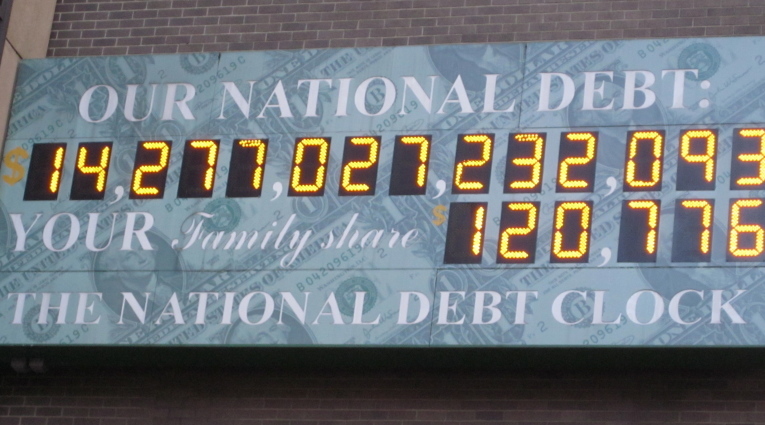 OUR NATIONAL DEBT:
$14,277,027,232,093
YOUR Family share $120,776
THE NATIONAL DEBT CLOCK